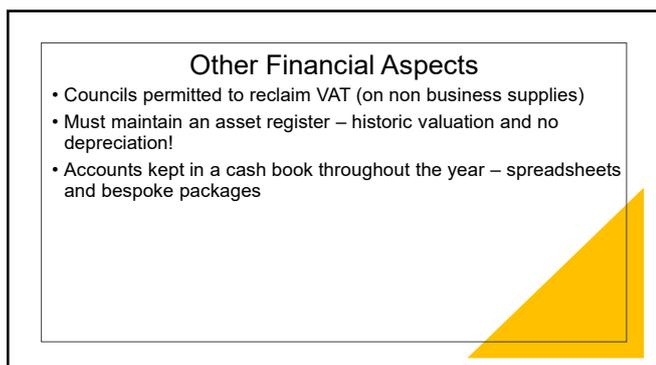 Other Financial Aspects
• Councils permitted to reclaim VAT (on non business supplies)
• Must maintain an asset register – historic valuation and no
depreciation!
• Accounts kept in a cash book throughout the year – spreadsheets
and bespoke packages